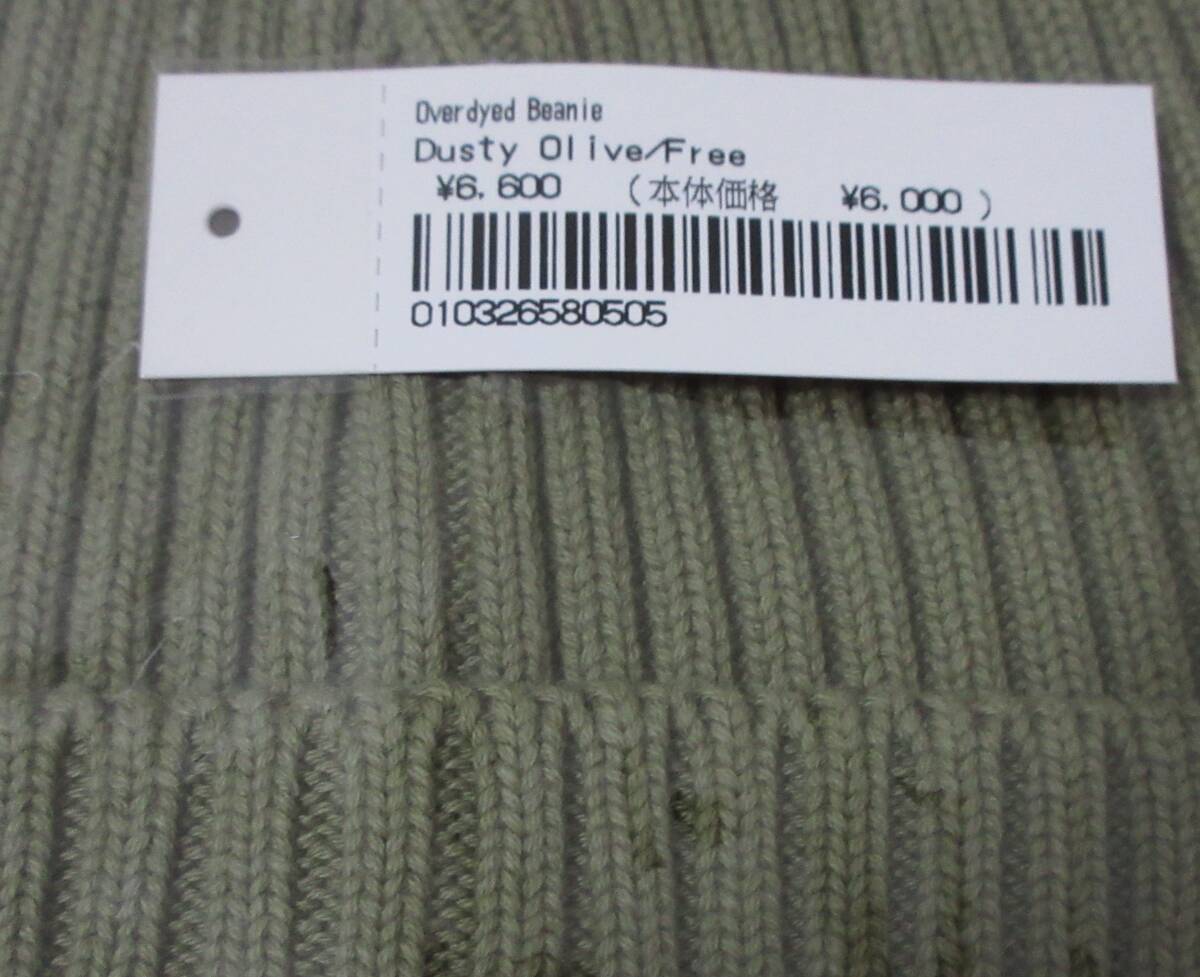 Overdyed Beanie
Dusty Olive/Free
¥6,600 (本体価格 ¥6,000 )
010326580505